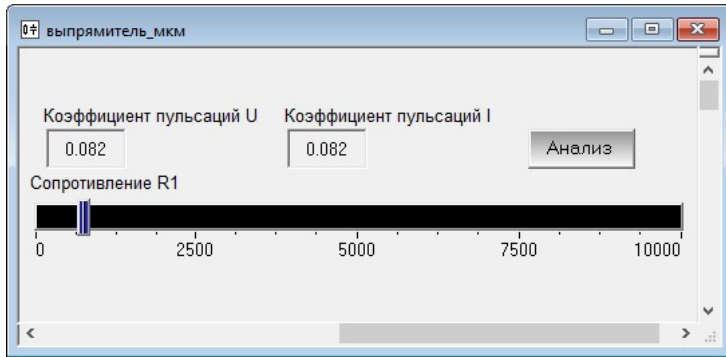 выпрямитель_мкм
Коэффициент пульсаций U Коэффициент пульсаций I
0.082 0.082 Анализ
Сопротивление R1
0 2500 5000 7500 10000